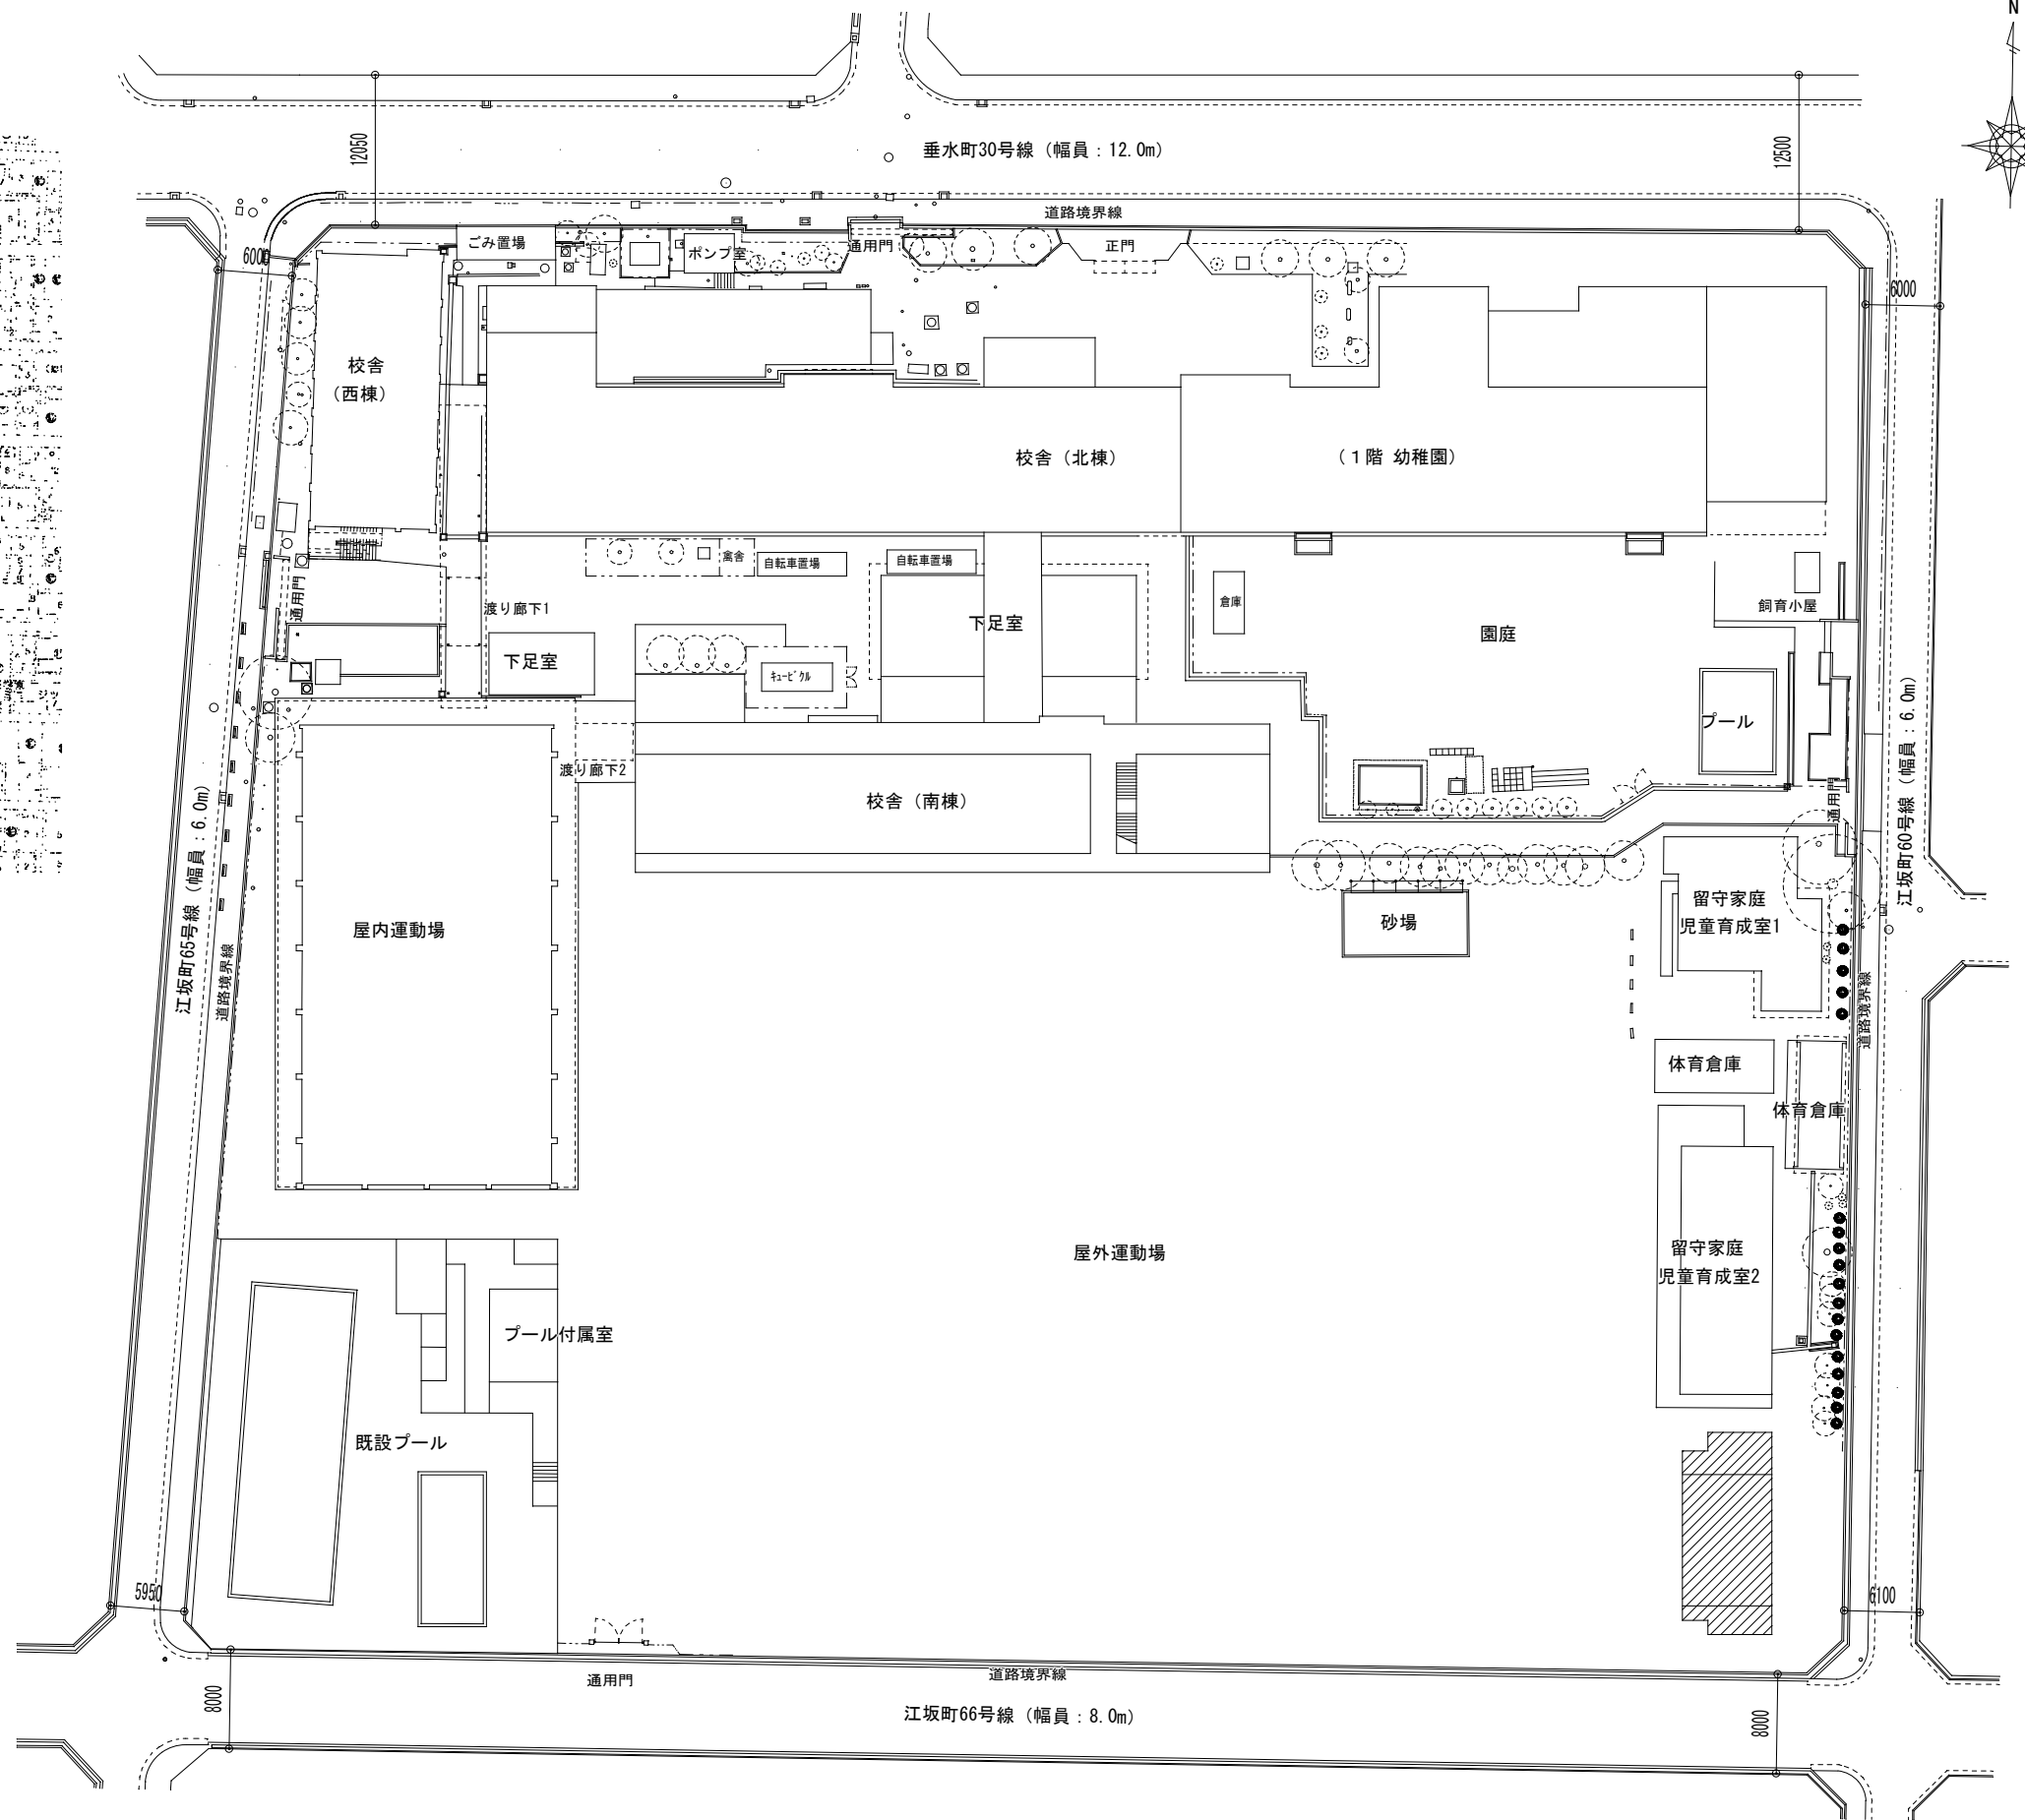 N
12050
垂水町30号線（幅員：12.0m）
12500
道路境界線
ごみ置場
ポンプ室
通用門
正門
6000
6000
校舎
（西棟）
校舎（北棟）
（１階 幼稚園）
禽舎
自転車置場
自転車置場
通用門
渡り廊下1
倉庫
飼育小屋
下足室
園庭
下足室
ｷｭｰﾋﾞｸﾙ
プール
江坂町60号線（幅員：6.0m）
渡り廊下2
校舎（南棟）
通用門
江坂町65号線（幅員：6.0m）
道路境界線
屋内運動場
砂場
留守家庭
児童育成室1
道路境界線
体育倉庫
体育倉庫
屋外運動場
留守家庭
児童育成室2
プール付属室
既設プール
5950
6100
通用門
道路境界線
8000
江坂町66号線（幅員：8.0m）
8000